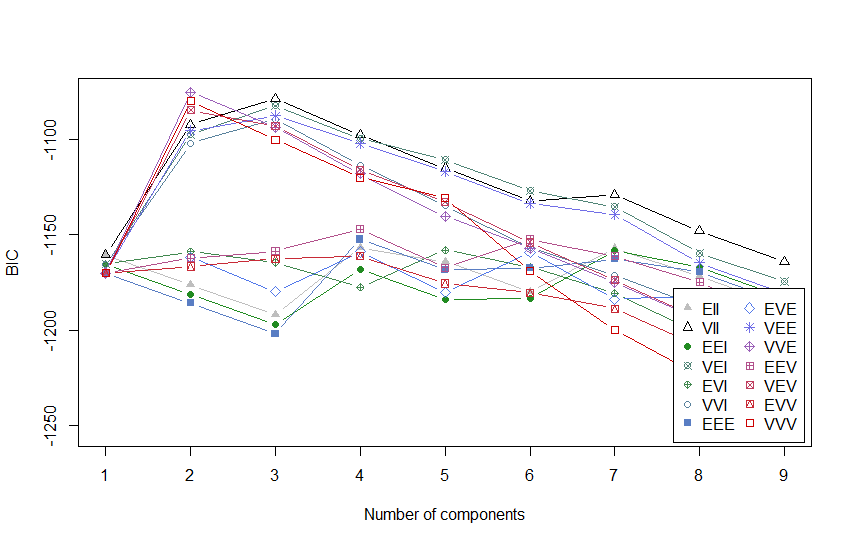 BIC
-1100
-1150
-1200
-1250
EII
VII
EEI
VEI
EVI
VVI
EEE
EVE
VEE
VVE
EEV
VEV
EVV
VVV
1 2 3 4 5 6 7 8 9
Number of components